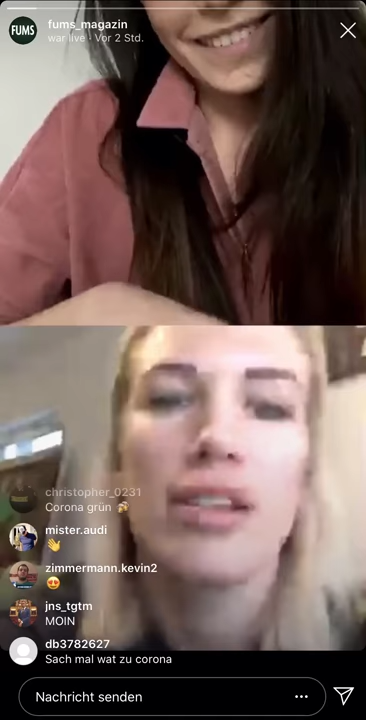 FUMS
fums_magazin
war live · Vor 2 Std.
christopher_0231
Corona grün
mister.audi
zimmermann.kevin2
jns_tgtm
MOIN
db3782627
Sach mal wat zu corona
Nachricht senden